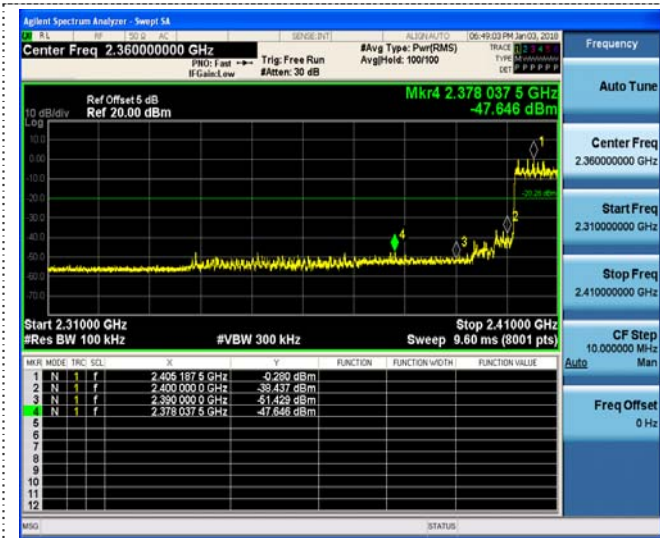 Agilent Spectrum Analyzer - Swept SA
RL RF 50 Ω AC SENSE:INT ALIGN AUTO 06:49:03 PM Jan 03, 2018
Center Freq 2.360000000 GHz
PNO: Fast
IFGain:Low
Trig: Free Run
#Atten: 30 dB
#Avg Type: Pwr(RMS)
Avg|Hold: 100/100
TRACE 1 2 3 4 5 6
TYPE
DET P P P P P P
Ref Offset 5 dB
Ref 20.00 dBm
10 dB/div
Log
Mkr4 2.378 037 5 GHz
-47.646 dBm
10.0
0.00
-10.0
-20.0
-30.0
-40.0
-50.0
-60.0
-70.0
1
-20.28 dBm
2
3
4
Start 2.31000 GHz
Stop 2.41000 GHz
#Res BW 100 kHz
#VBW 300 kHz
Sweep 9.60 ms (8001 pts)
MKR MODE TRC SCL X Y FUNCTION FUNCTION WIDTH FUNCTION VALUE
1 N 1 f 2.405 187 5 GHz -0.280 dBm
2 N 1 f 2.400 000 0 GHz -38.437 dBm
3 N 1 f 2.390 000 0 GHz -51.429 dBm
4 N 1 f 2.378 037 5 GHz -47.646 dBm
5
6
7
8
9
10
11
12
MSG STATUS
Frequency
Auto Tune
Center Freq
2.360000000 GHz
Start Freq
2.310000000 GHz
Stop Freq
2.410000000 GHz
CF Step
10.000000 MHz
Auto Man
Freq Offset
0 Hz